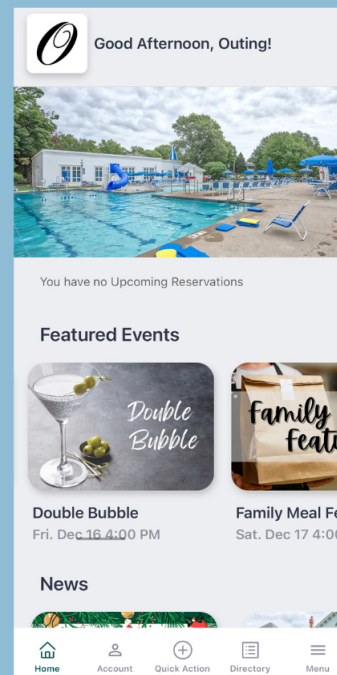 O
Good Afternoon, Outing!
You have no Upcoming Reservations
Featured Events
Double
Bubble
Family
Double Bubble
Family Meal
Fri. Dec 16 4:00 PM
Sat. Dec 17
News
Home
Account
Quick Action
Directory
Menu